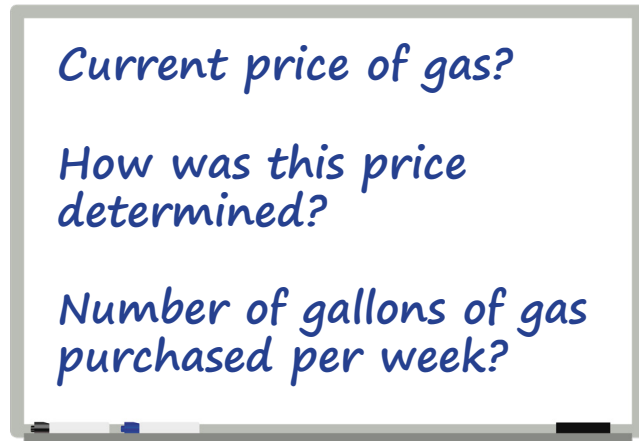 Current price of gas?
How was this price
determined?
Number of gallons of gas
purchased per week?